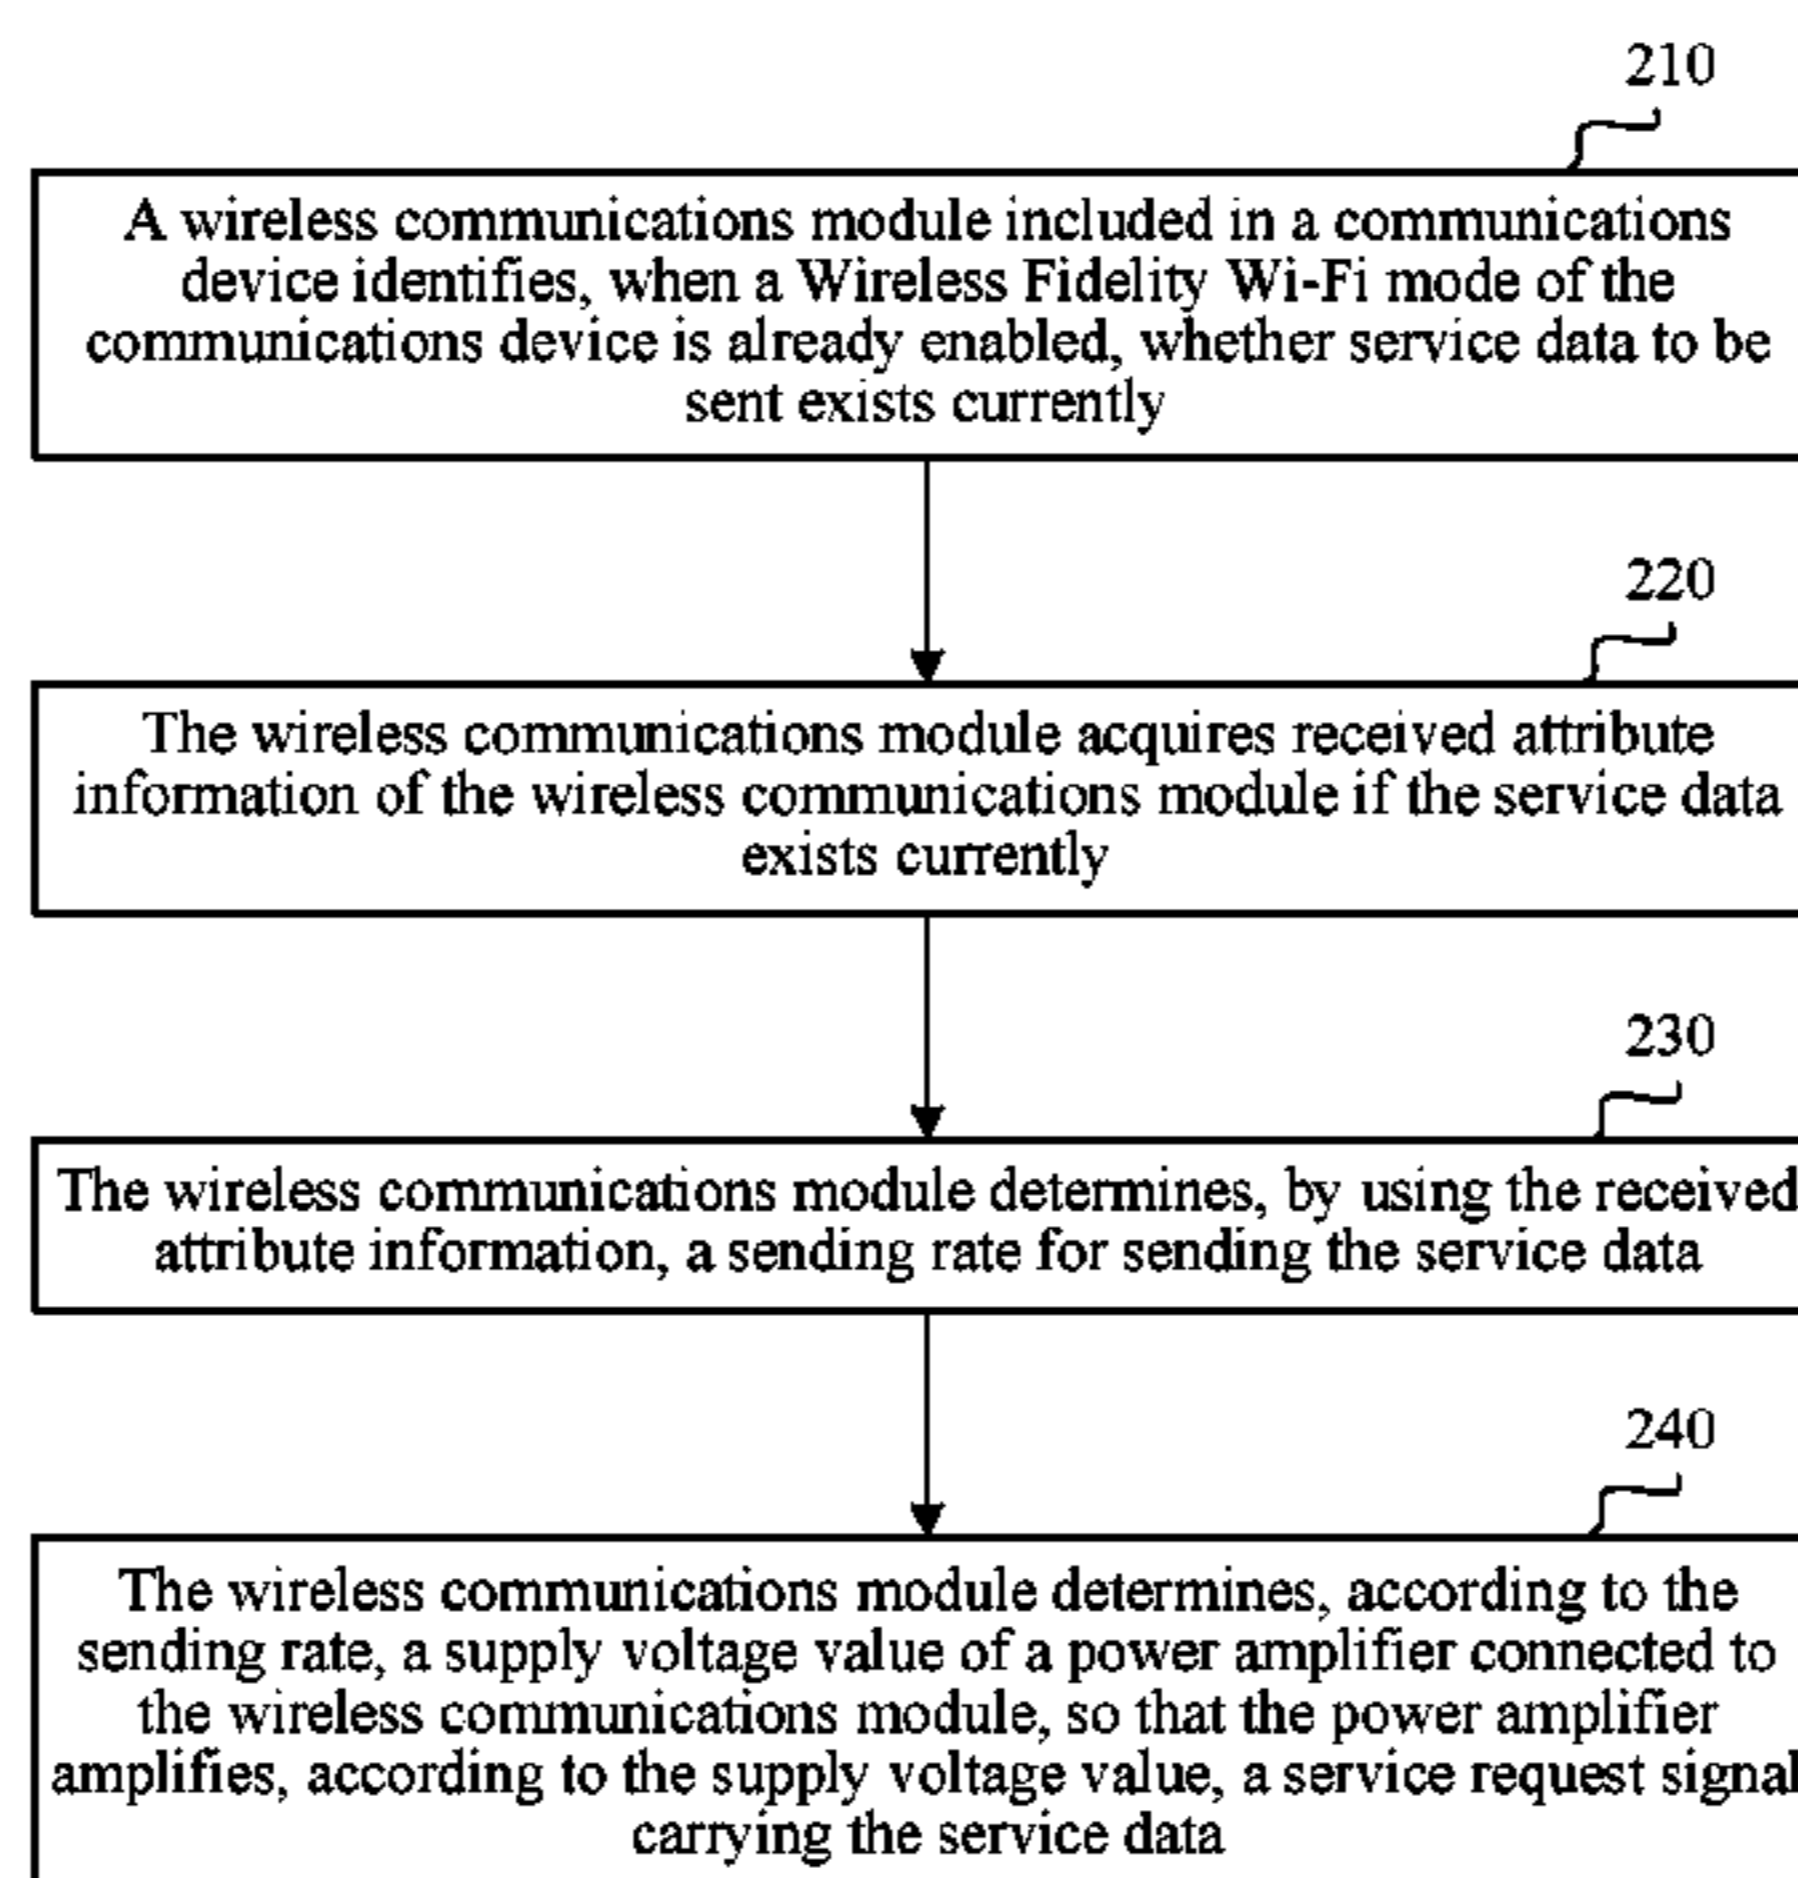 210
A wireless communications module included in a communications
device identifies, when a Wireless Fidelity Wi-Fi mode of the
communications device is already enabled, whether service data to be
sent exists currently
220
The wireless communications module acquires received attribute
information of the wireless communications module if the service data
exists currently
230
The wireless communications module determines, by using the received
attribute information, a sending rate for sending the service data
240
The wireless communications module determines, according to the
sending rate, a supply voltage value of a power amplifier connected to
the wireless communications module, so that the power amplifier
amplifies, according to the supply voltage value, a service request signal
carrying the service data